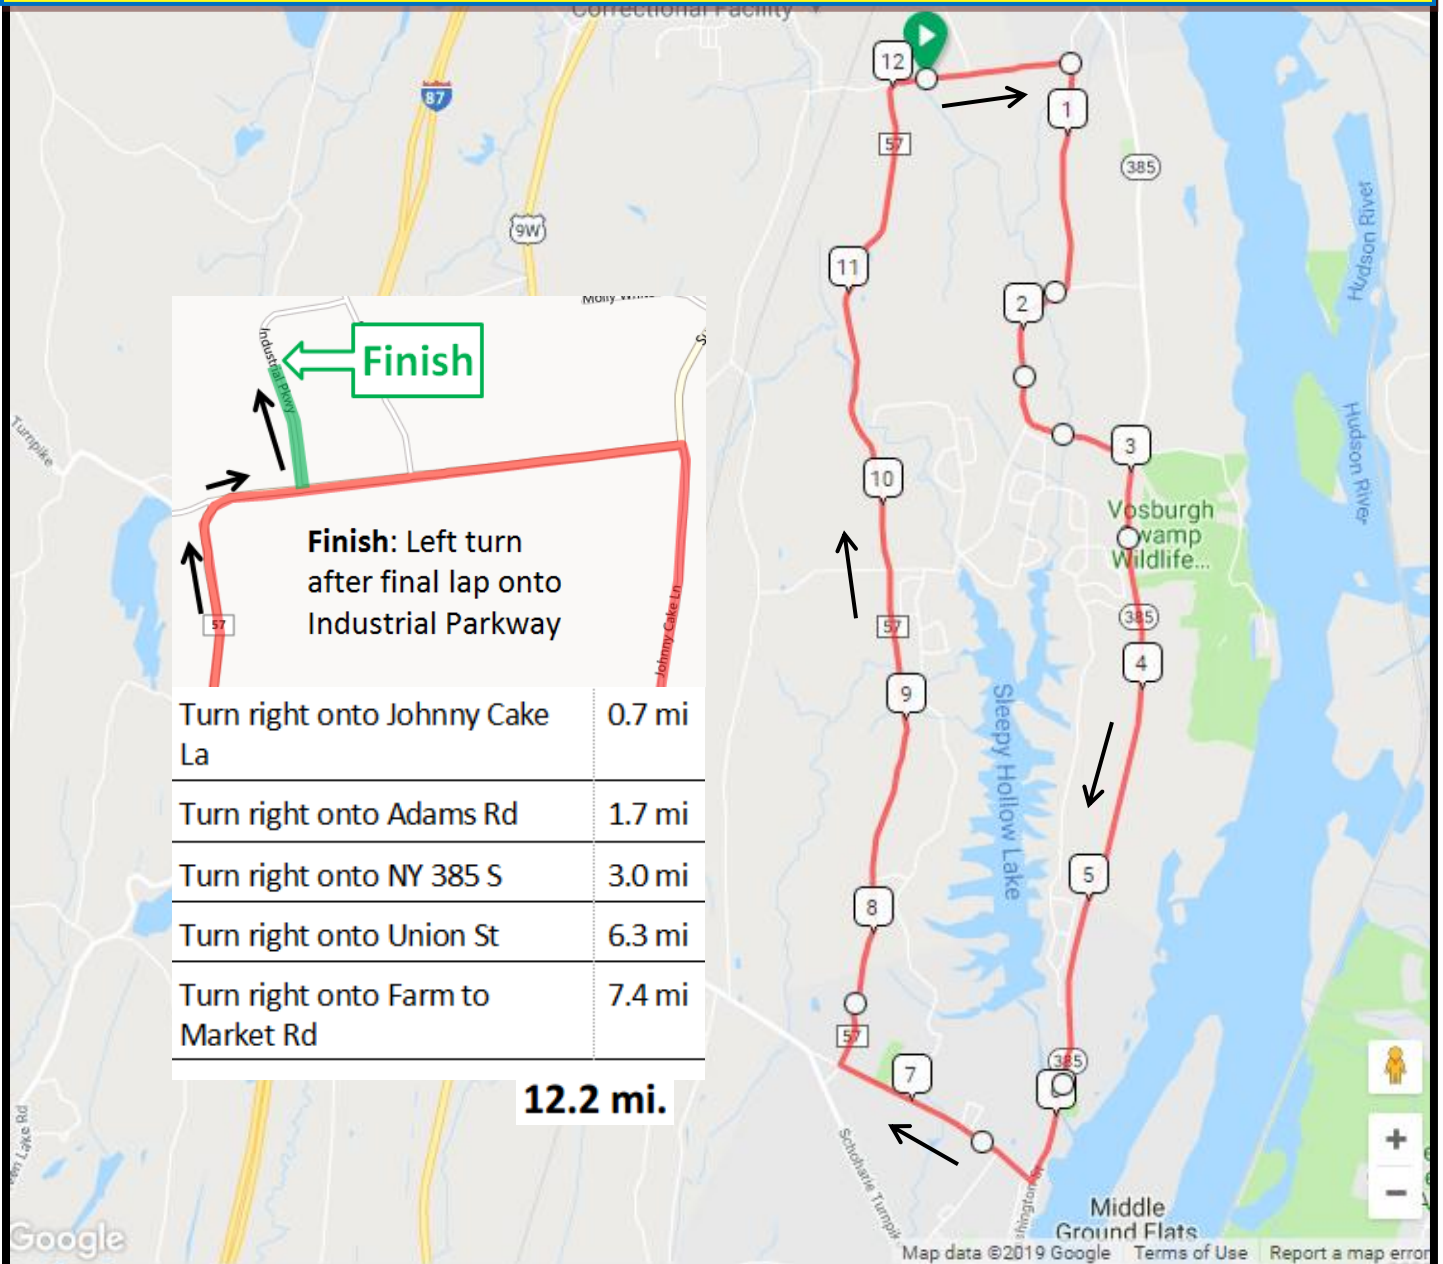 Correctional Facility
12
87
1
57
385
9W
Hudson River
11
2
Industrial Pkwy
Finish
Turnpike
3
Hudson River
10
Vosburgh
Swamp
Wildlife...
Finish: Left turn
after final lap onto
Industrial Parkway
57
Johnny Cake Ln
57
385
4
9
Sleepy Hollow Lake
Turn right onto Johnny Cake 0.7 mi
La
Turn right onto Adams Rd 1.7 mi
Turn right onto NY 385 S 3.0 mi
5
8
Turn right onto Union St 6.3 mi
Turn right onto Farm to 7.4 mi
Market Rd
57
385
7
12.2 mi.
Lake Rd
Schoharie Turnpik
Middle
Ground Flats
Google
Map data ©2019 Google Terms of Use Report a map error